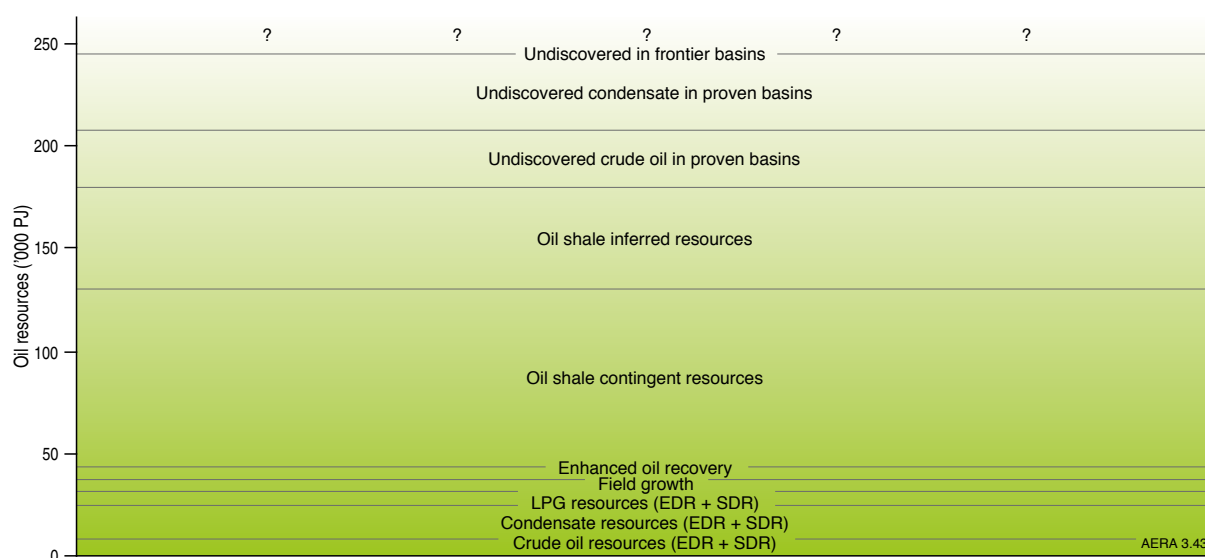 ? ? ? ? ?
250
Undiscovered in frontier basins
Undiscovered condensate in proven basins
200
Undiscovered crude oil in proven basins
Oil resources ('000 PJ)
150
Oil shale inferred resources
100
Oil shale contingent resources
50
Enhanced oil recovery
Field growth
LPG resources (EDR + SDR)
Condensate resources (EDR + SDR)
Crude oil resources (EDR + SDR)
AERA 3.43
0